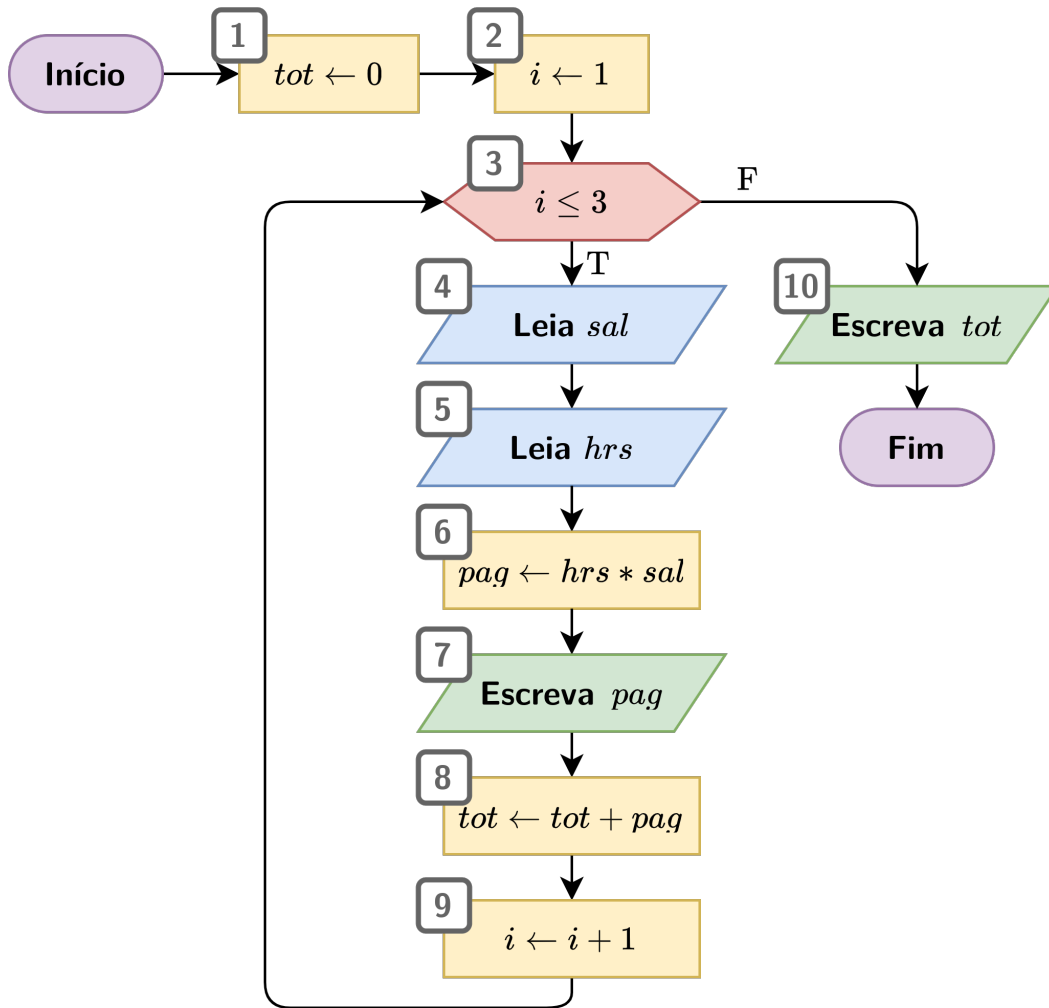 Início
1
tot ← 0
2
i ← 1
3
i ≤ 3
F
T
4
Leia sal
10
Escreva tot
5
Leia hrs
Fim
6
pag ← hrs * sal
7
Escreva pag
8
tot ← tot + pag
9
i ← i + 1